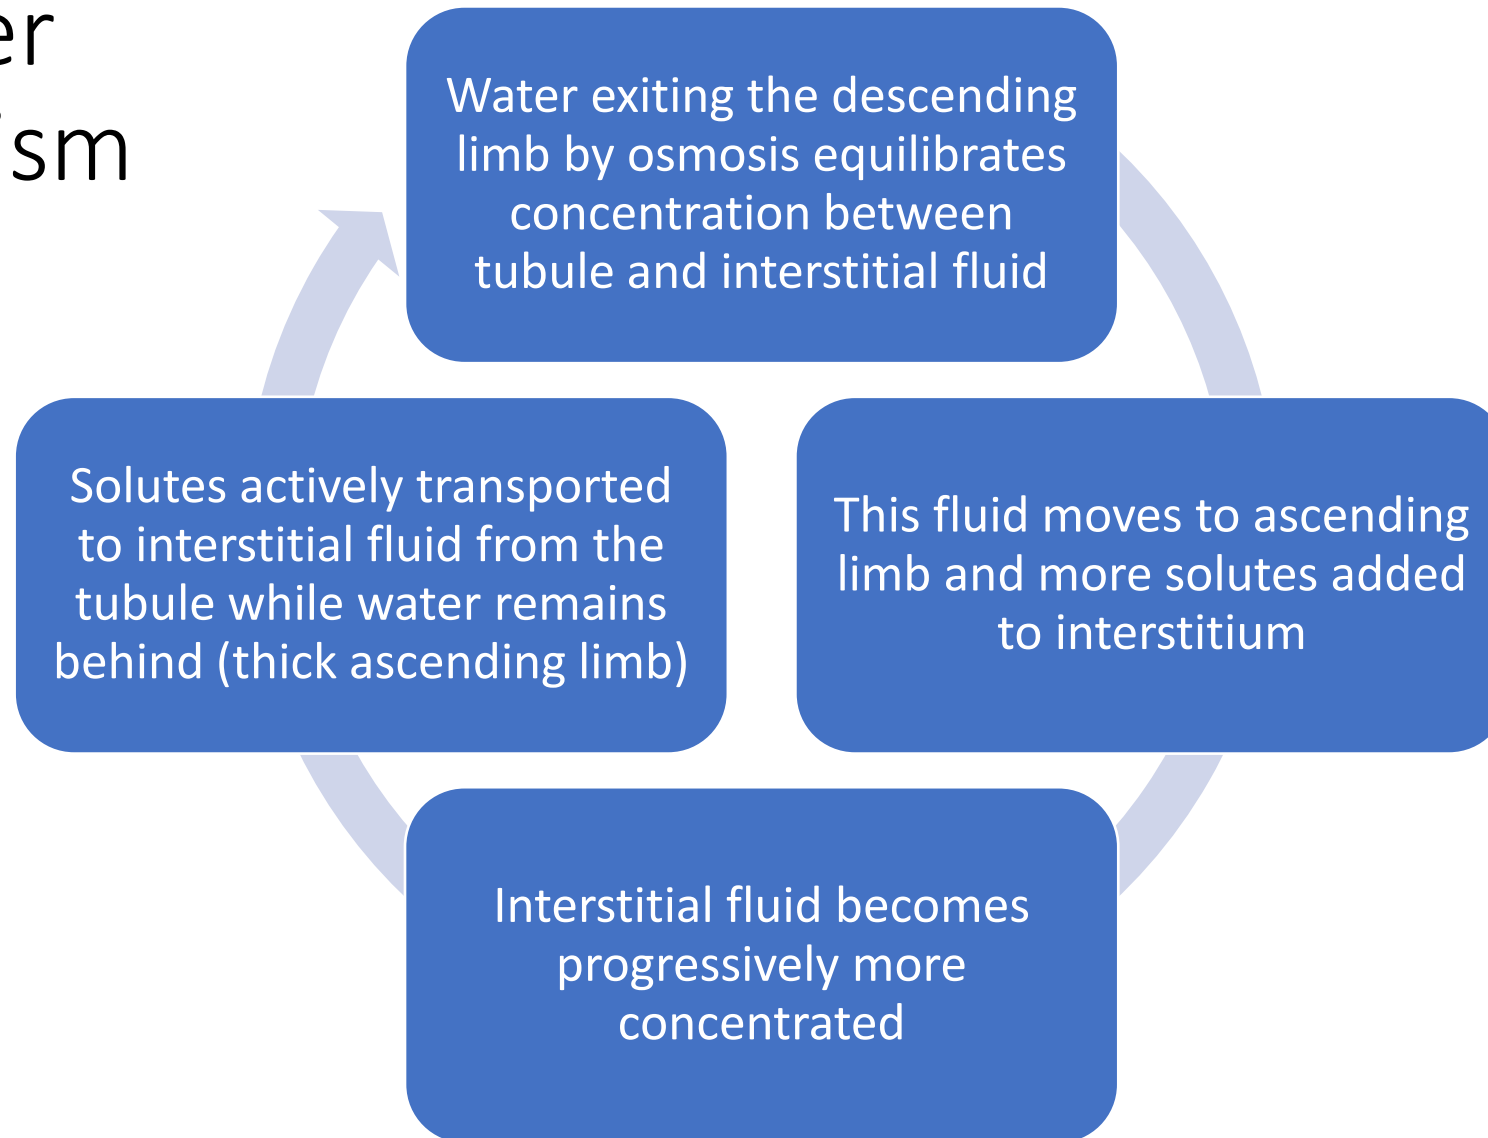 er
ism
Water exiting the descending
limb by osmosis equilibrates
concentration between
tubule and interstitial fluid
Solutes actively transported
to interstitial fluid from the
tubule while water remains
behind (thick ascending limb)
This fluid moves to ascending
limb and more solutes added
to interstitium
Interstitial fluid becomes
progressively more
concentrated